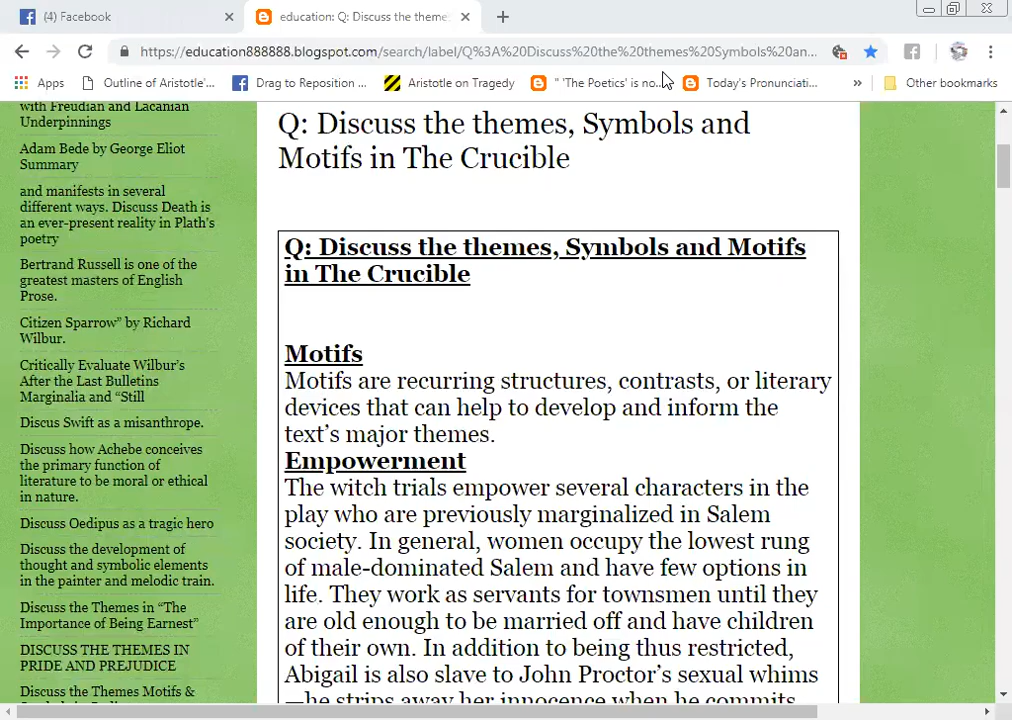 (4) Facebook
education: Q: Discuss the theme
https://education888888.blogspot.com/search/label/Q%3A%20Discuss%20the%20themes%20Symbols%20an...
Apps
Outline of Aristotle'...
Drag to Reposition ...
Aristotle on Tragedy
" 'The Poetics' is no...
Today's Pronunciati...
»
Other bookmarks
with Freudian and Lacanian
Underpinnings
Adam Bede by George Eliot
Summary
and manifests in several
different ways. Discuss Death is
an ever-present reality in Plath's
poetry
Bertrand Russell is one of the
greatest masters of English
Prose.
Citizen Sparrow” by Richard
Wilbur.
Critically Evaluate Wilbur’s
After the Last Bulletins
Marginalia and “Still
Discus Swift as a misanthrope.
Discuss how Achebe conceives
the primary function of
literature to be moral or ethical
in nature.
Discuss Oedipus as a tragic hero
Discuss the development of
thought and symbolic elements
in the painter and melodic train.
Discuss the Themes in “The
Importance of Being Earnest”
DISCUSS THE THEMES IN
PRIDE AND PREJUDICE
Discuss the Themes Motifs &
Q: Discuss the themes, Symbols and
Motifs in The Crucible
Q: Discuss the themes, Symbols and Motifs
in The Crucible
Motifs
Motifs are recurring structures, contrasts, or literary
devices that can help to develop and inform the
text’s major themes.
Empowerment
The witch trials empower several characters in the
play who are previously marginalized in Salem
society. In general, women occupy the lowest rung
of male-dominated Salem and have few options in
life. They work as servants for townsmen until they
are old enough to be married off and have children
of their own. In addition to being thus restricted,
Abigail is also slave to John Proctor’s sexual whims
—he strips away her innocence when he commits